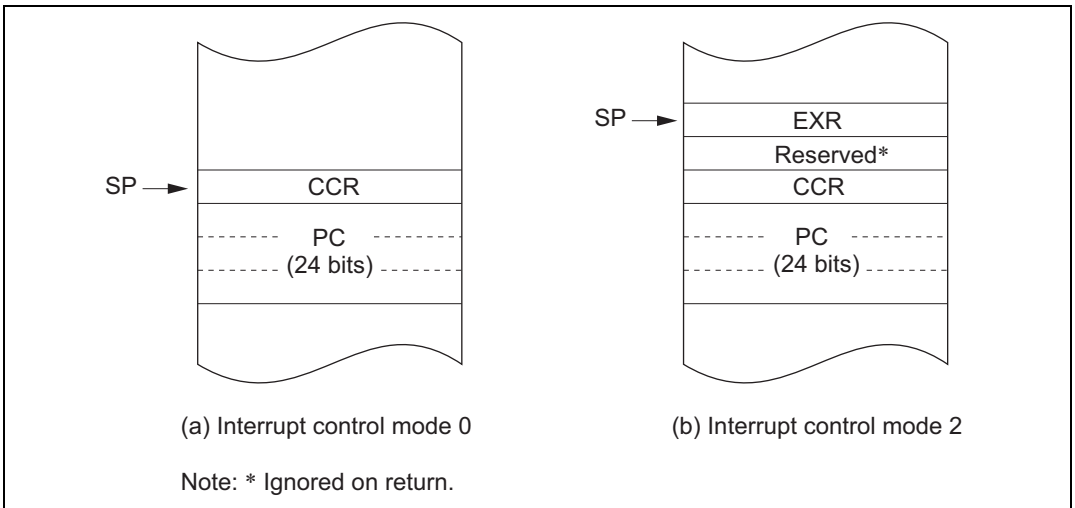 SP
CCR
PC
(24 bits)
(a) Interrupt control mode 0
SP
EXR
Reserved*
CCR
PC
(24 bits)
(b) Interrupt control mode 2
Note: * Ignored on return.